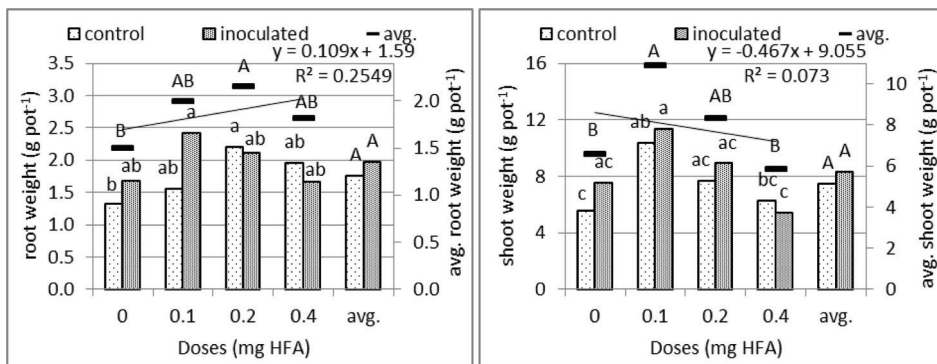 control inoculated avg.
y = 0.109x + 1.59
R² = 0.2549
root weight (g pot⁻¹)
3.5
3.0
2.5
2.0
1.5
1.0
0.5
0.0
B
AB
A
AB
b
ab
ab
a
a
ab
ab
ab
A
A
2.0
1.5
1.0
0.5
0.0
avg. root weight (g pot⁻¹)
0 0.1 0.2 0.4 avg.
Doses (mg HFA)
control inoculated avg.
y = -0.467x + 9.055
R² = 0.073
shoot weight (g pot⁻¹)
16
12
8
4
0
B
A
AB
B
c
ac
ab
a
ac
ac
bc
c
A
A
10
8
6
4
2
0
avg. shoot weight (g pot⁻¹)
0 0.1 0.2 0.4 avg.
Doses (mg HFA)